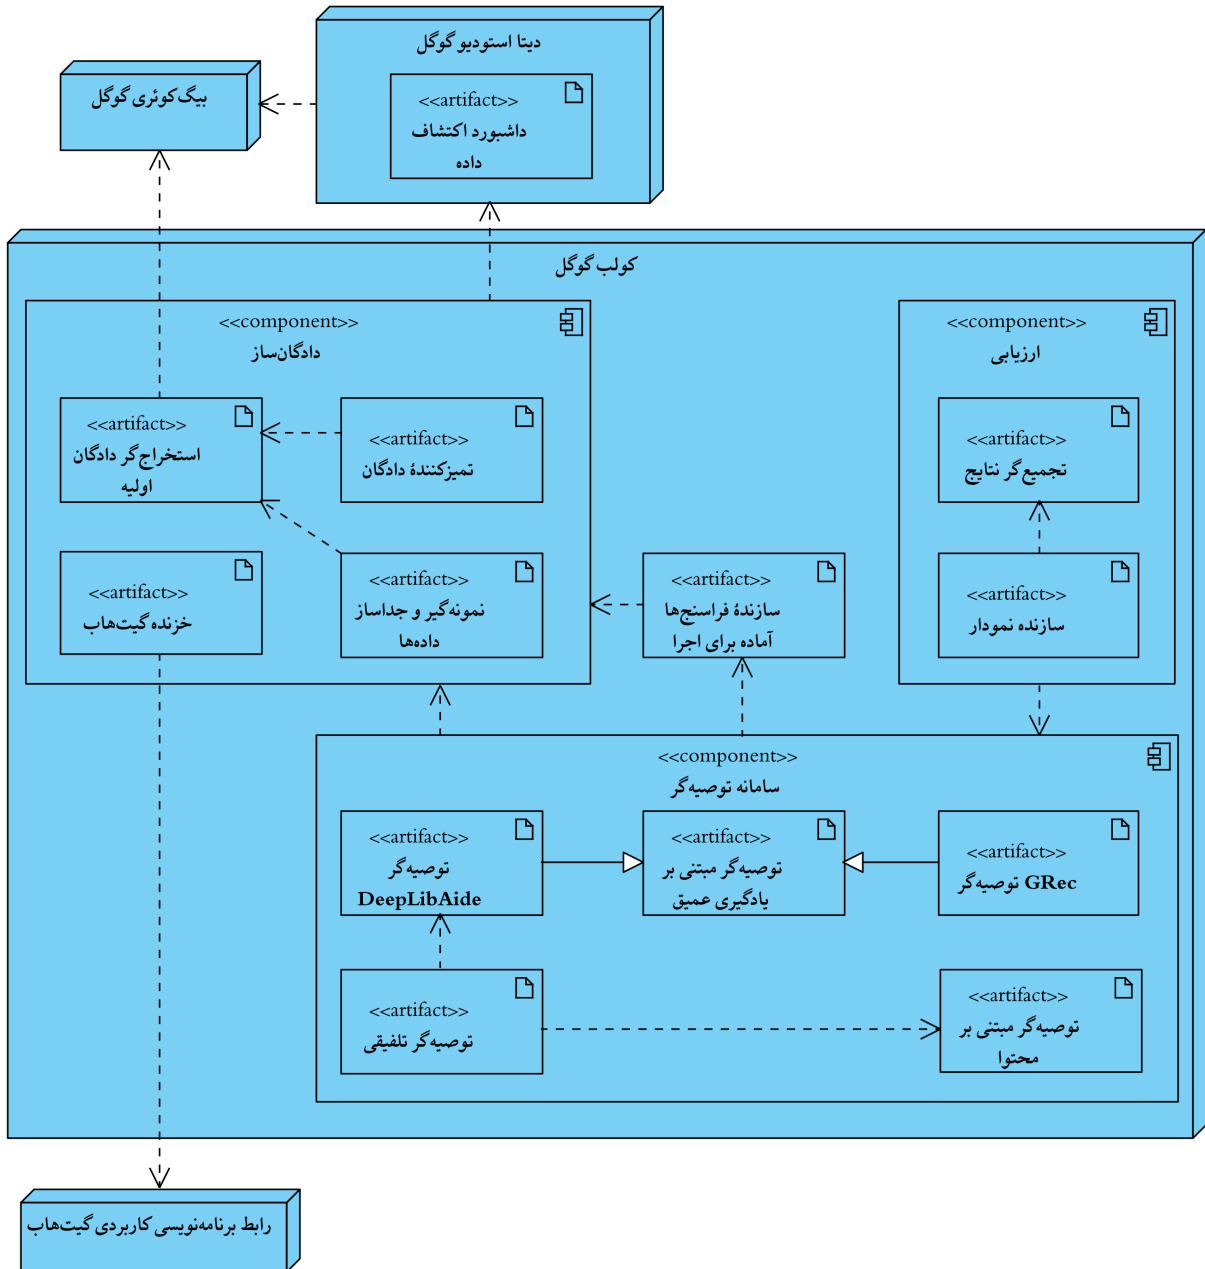 دیتا استودیو گوگل
<<artifact>>
داشبورد اکتشاف
داده
بیگ‌کوئری گوگل
کولب گوگل
<<component>>
دادگان‌ساز
<<artifact>>
استخراج‌گر دادگان
اولیه
<<artifact>>
تمیزکنندهٔ دادگان
<<artifact>>
خزنده گیت‌هاب
<<artifact>>
نمونه‌گیر و جداساز
داده‌ها
<<artifact>>
سازندهٔ فراسنج‌ها
آماده برای اجرا
<<component>>
ارزیابی
<<artifact>>
تجمیع‌گر نتایج
<<artifact>>
سازنده نمودار
<<component>>
سامانه توصیه‌گر
<<artifact>>
توصیه‌گر
DeepLibAide
<<artifact>>
توصیه‌گر مبتنی بر
یادگیری عمیق
<<artifact>>
توصیه‌گر GRec
<<artifact>>
توصیه‌گر تلفیقی
<<artifact>>
توصیه‌گر مبتنی بر
محتوا
رابط برنامه‌نویسی کاربردی گیت‌هاب